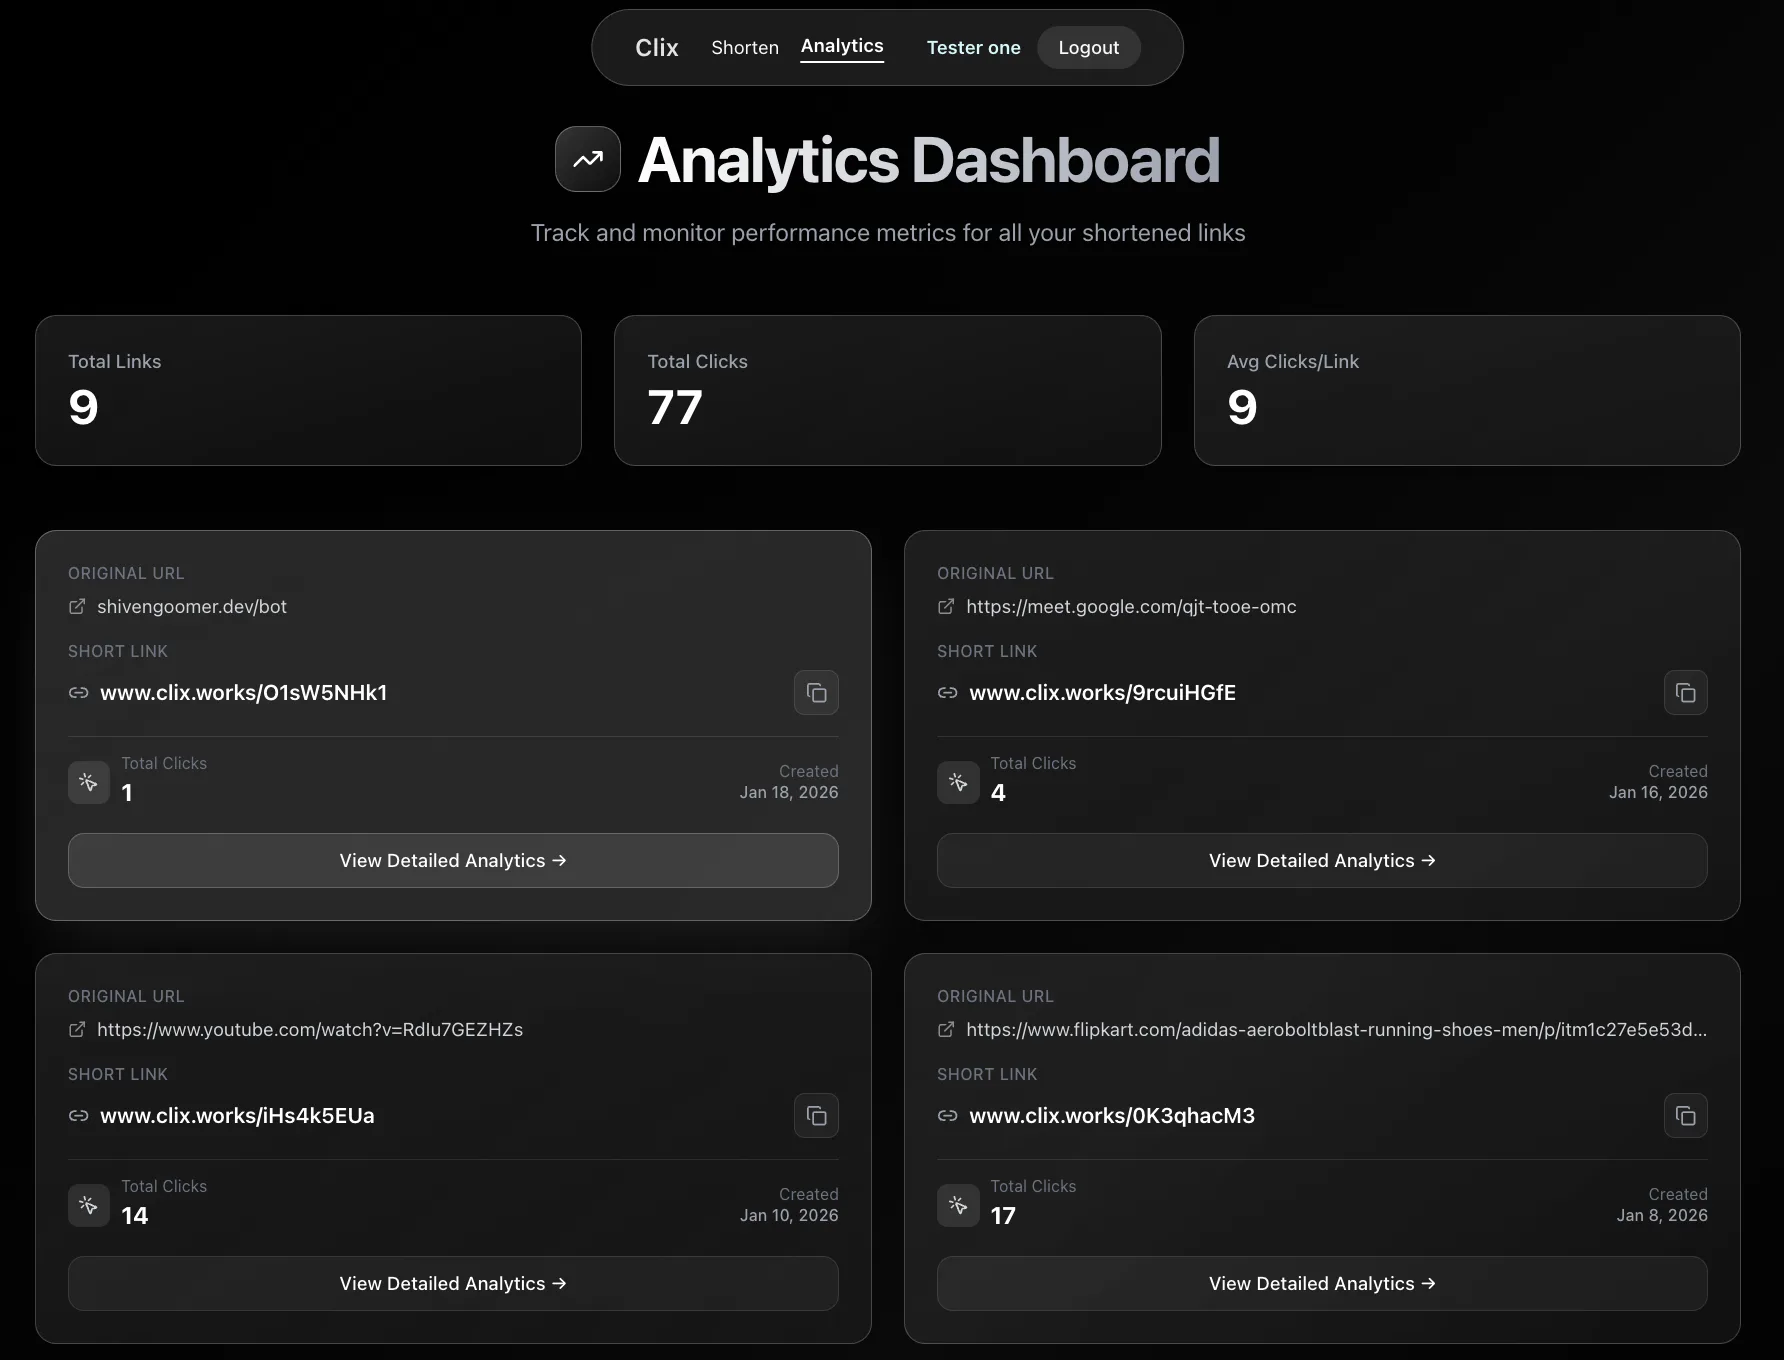 Clix Shorten Analytics Tester one Logout
Analytics Dashboard
Track and monitor performance metrics for all your shortened links
Total Links
9
Total Clicks
77
Avg Clicks/Link
9
ORIGINAL URL
shivengoomer.dev/bot
SHORT LINK
www.clix.works/O1sW5NHk1
Total Clicks
1
Created
Jan 18, 2026
View Detailed Analytics →
ORIGINAL URL
https://meet.google.com/qjt-tooe-omc
SHORT LINK
www.clix.works/9rcuiHGfE
Total Clicks
4
Created
Jan 16, 2026
View Detailed Analytics →
ORIGINAL URL
https://www.youtube.com/watch?v=RdIu7GEZHZs
SHORT LINK
www.clix.works/iHs4k5EUa
Total Clicks
14
Created
Jan 10, 2026
View Detailed Analytics →
ORIGINAL URL
https://www.flipkart.com/adidas-aeroboltblast-running-shoes-men/p/itm1c27e5e53d...
SHORT LINK
www.clix.works/0K3qhacM3
Total Clicks
17
Created
Jan 8, 2026
View Detailed Analytics →